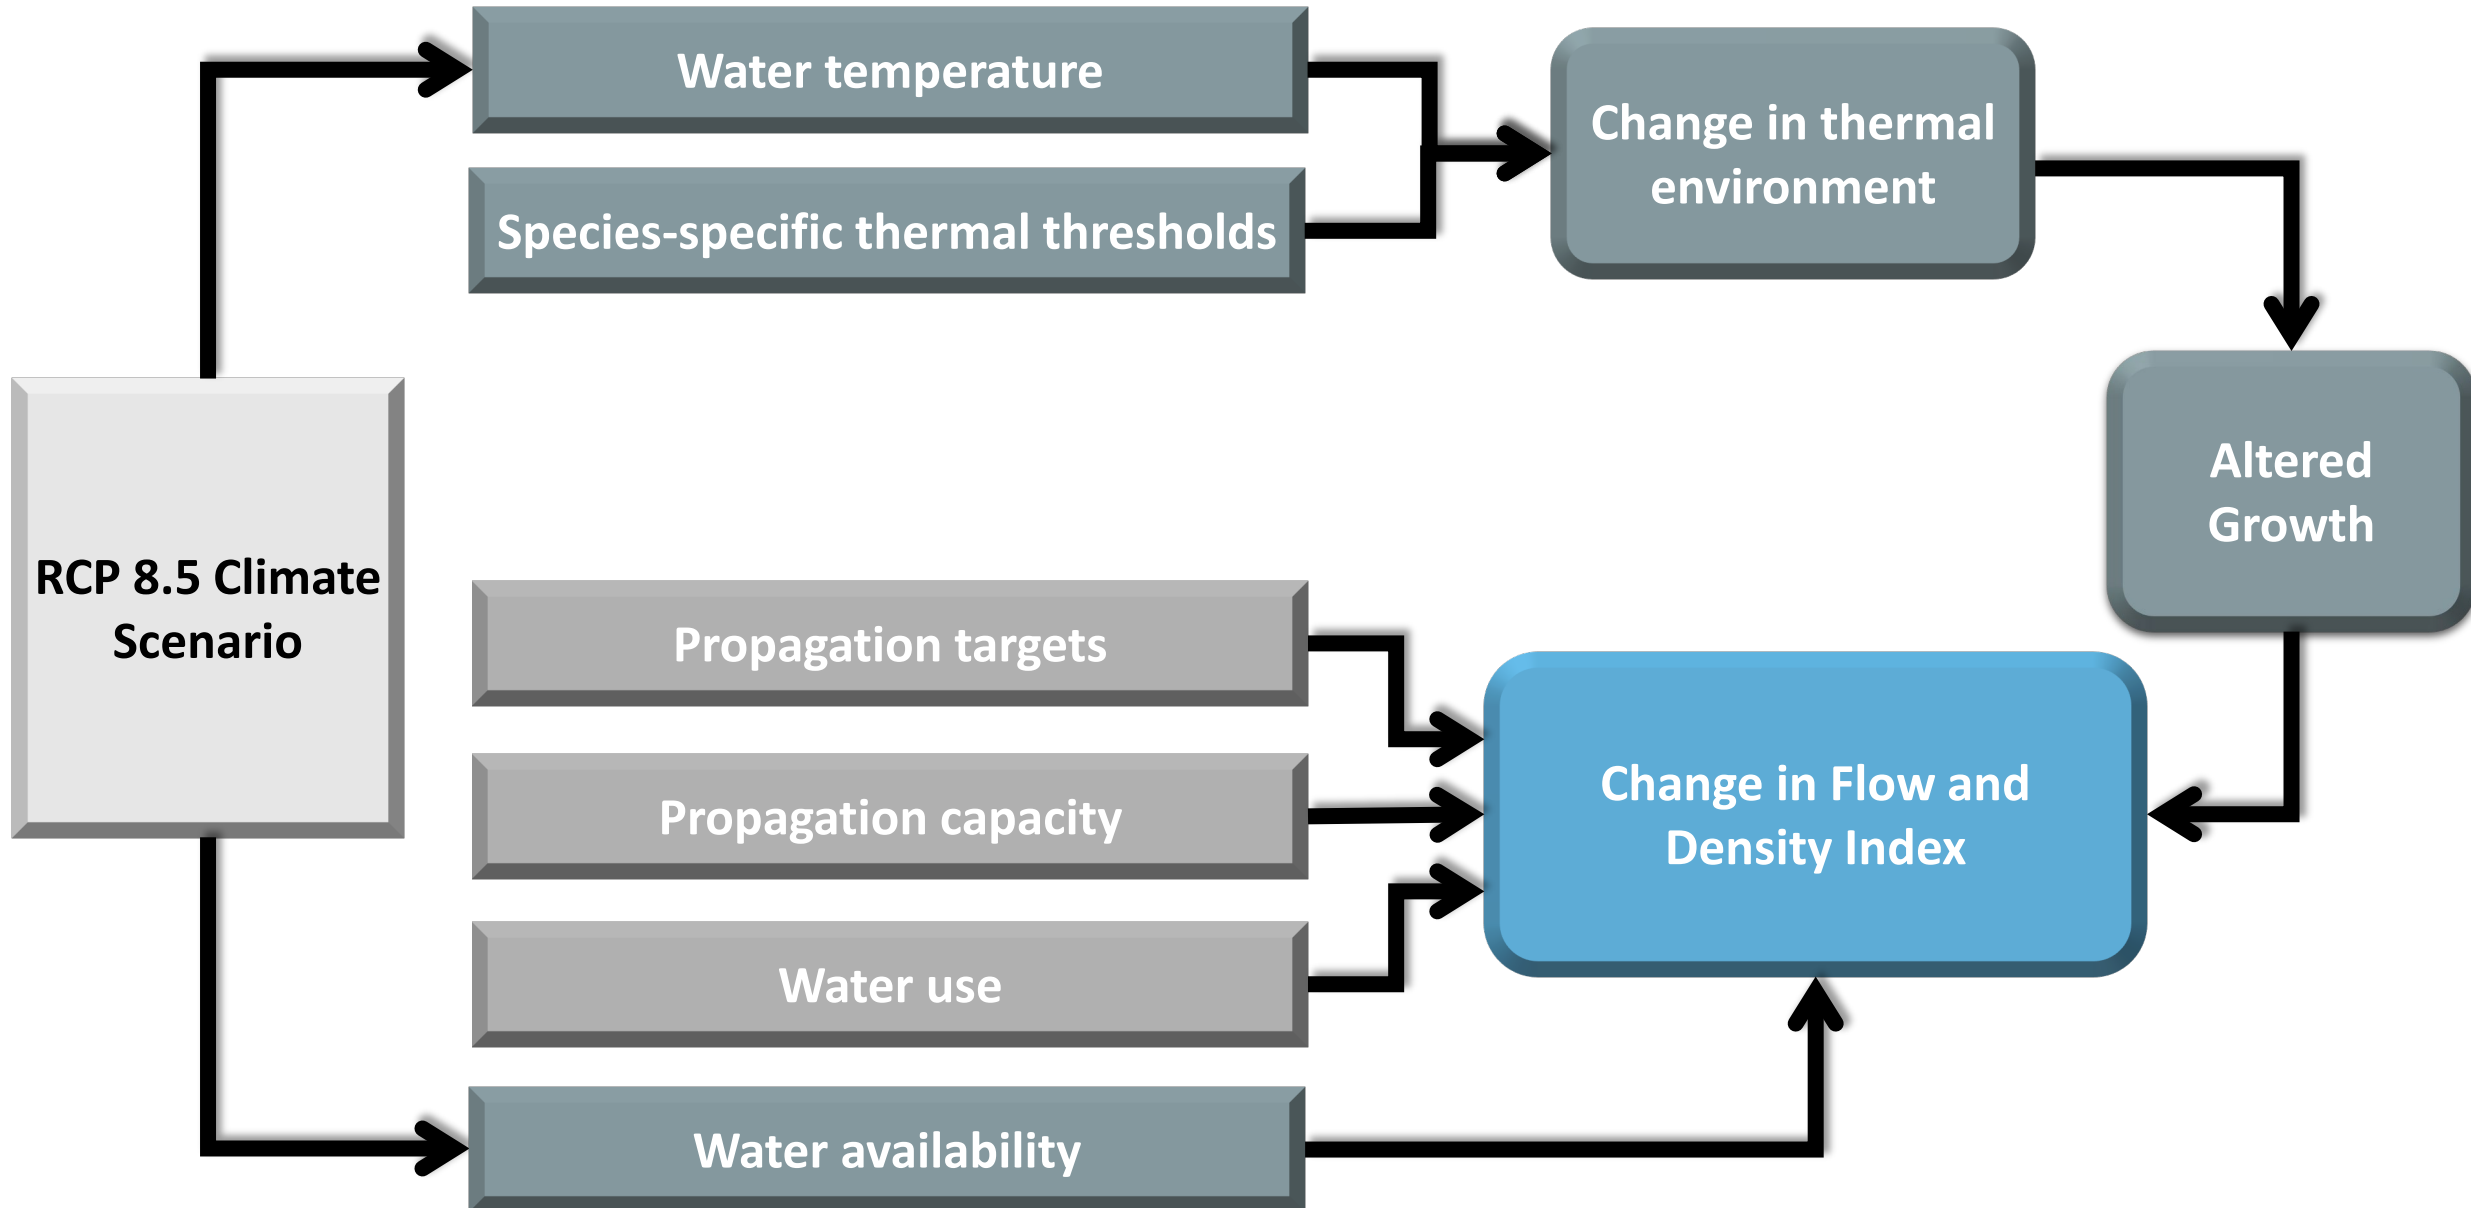 Water temperature
Species-specific thermal thresholds
Change in thermal
environment
Altered
Growth
RCP 8.5 Climate
Scenario
Propagation targets
Propagation capacity
Water use
Change in Flow and
Density Index
Water availability